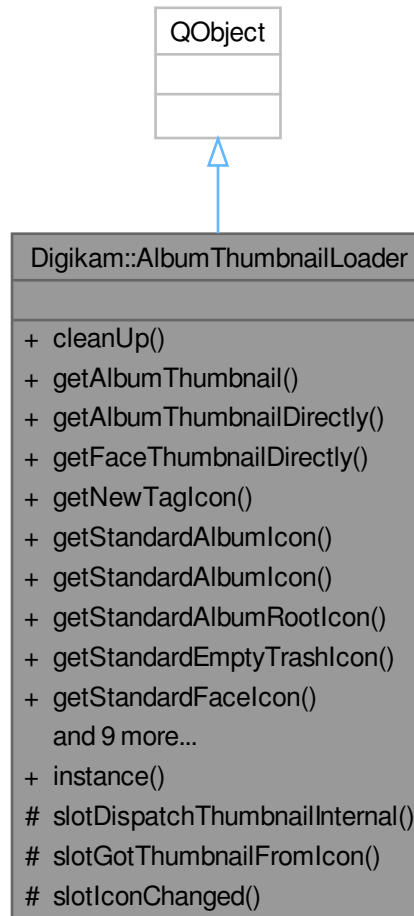 QObject
Digikam::AlbumThumbnailLoader
+ cleanUp()
+ getAlbumThumbnail()
+ getAlbumThumbnailDirectly()
+ getFaceThumbnailDirectly()
+ getNewTagIcon()
+ getStandardAlbumIcon()
+ getStandardAlbumIcon()
+ getStandardAlbumRootIcon()
+ getStandardEmptyTrashIcon()
+ getStandardFaceIcon()
and 9 more...
+ instance()
# slotDispatchThumbnailInternal()
# slotGotThumbnailFromIcon()
# slotIconChanged()